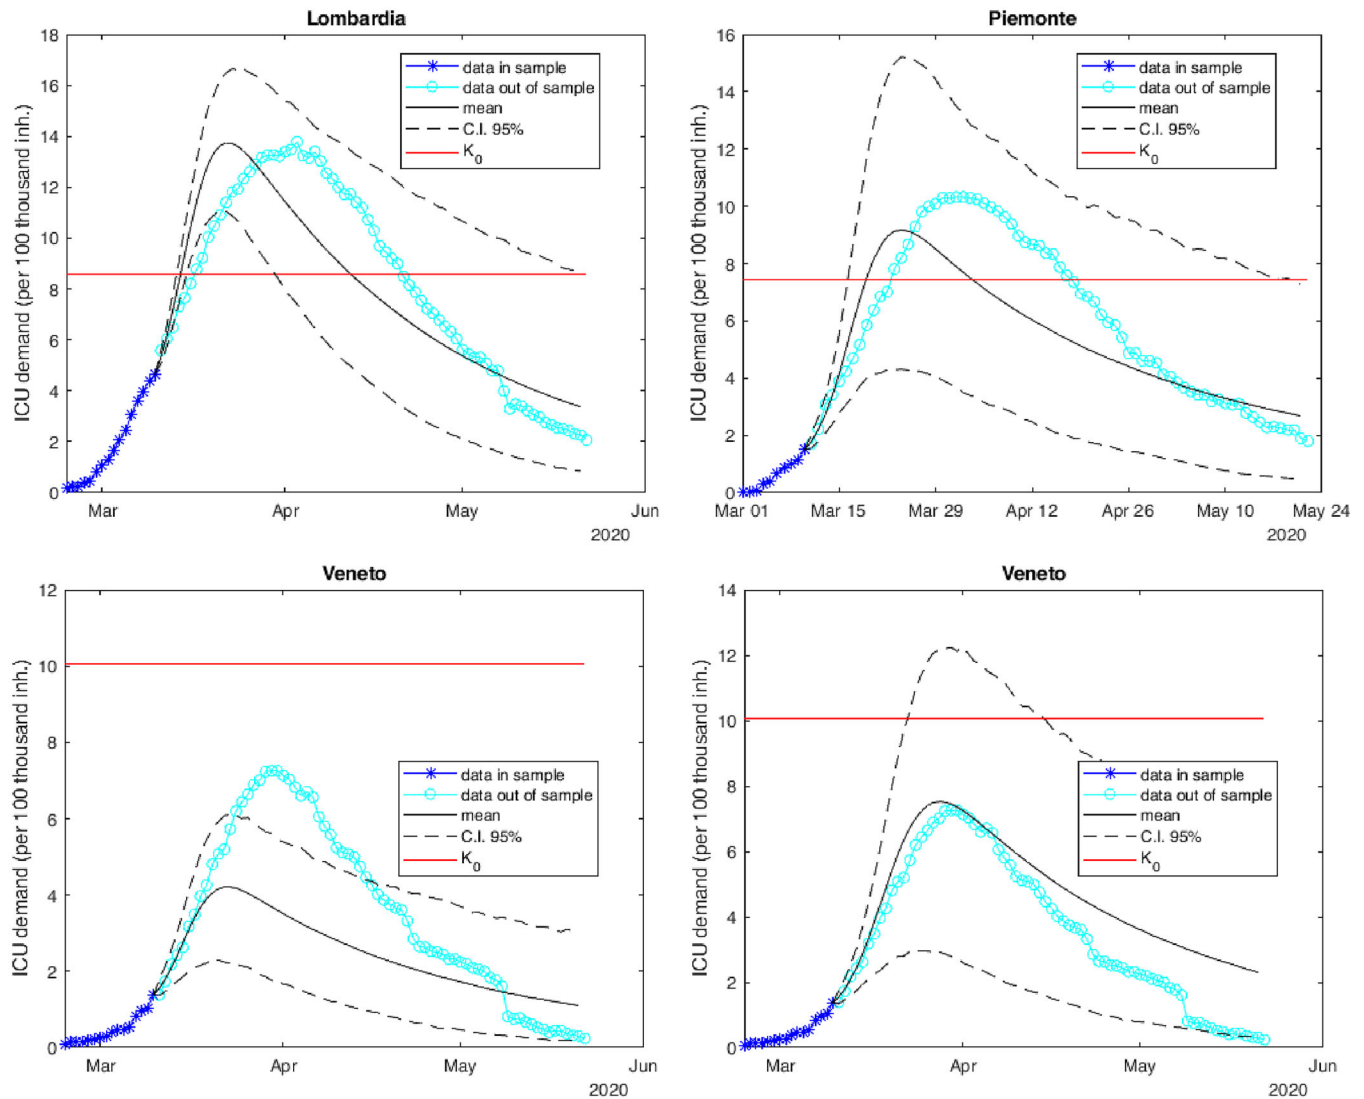 Lombardia
ICU demand (per 100 thousand inh.)
18
16
14
12
10
8
6
4
2
0
data in sample
data out of sample
mean
C.I. 95%
K0
Mar Apr May Jun
2020
Piemonte
ICU demand (per 100 thousand inh.)
16
14
12
10
8
6
4
2
0
data in sample
data out of sample
mean
C.I. 95%
K0
Mar 01 Mar 15 Mar 29 Apr 12 Apr 26 May 10 May 24
2020
Veneto
ICU demand (per 100 thousand inh.)
12
10
8
6
4
2
0
data in sample
data out of sample
mean
C.I. 95%
K0
Mar Apr May Jun
2020
Veneto
ICU demand (per 100 thousand inh.)
14
12
10
8
6
4
2
0
data in sample
data out of sample
mean
C.I. 95%
K0
Mar Apr May Jun
2020